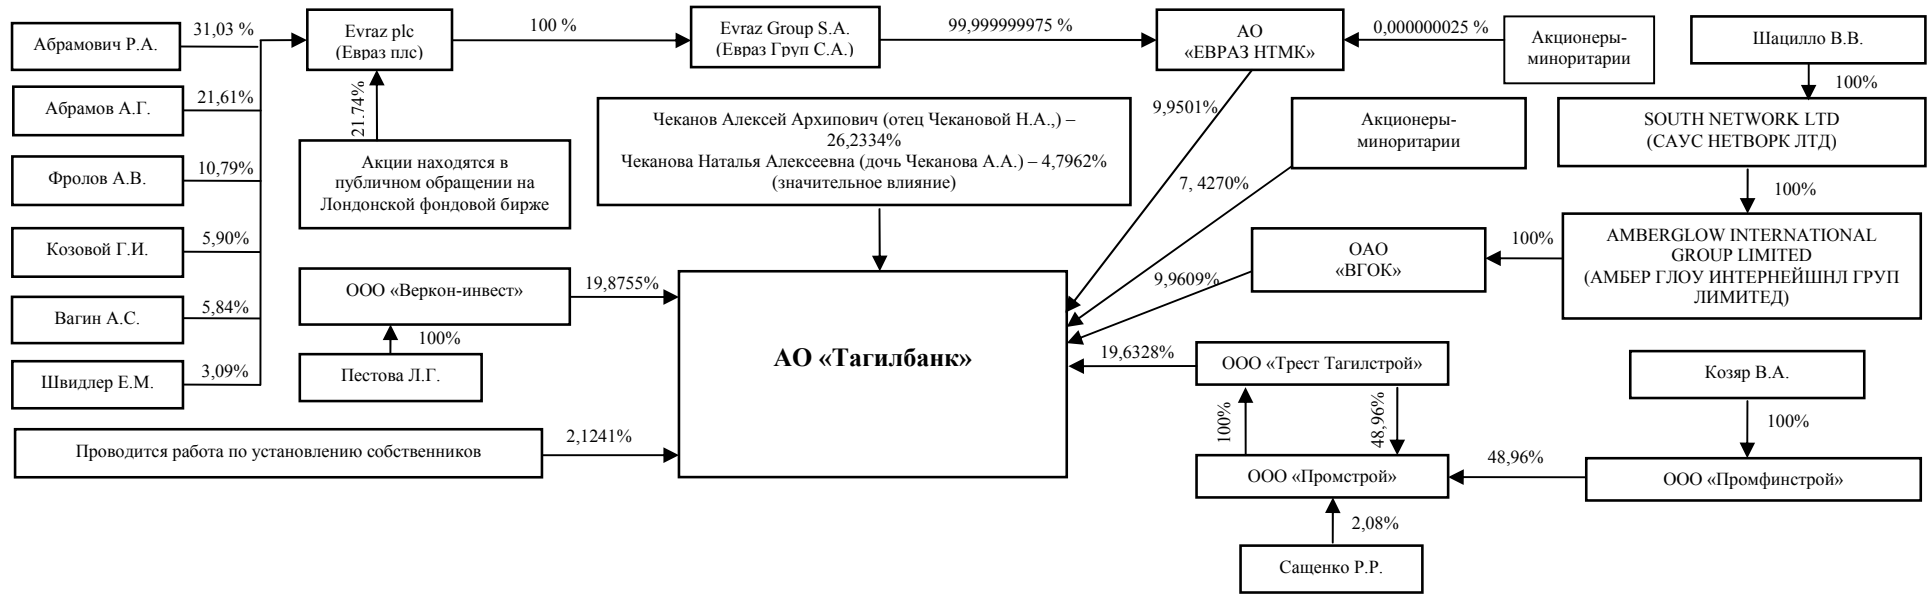 Абрамович Р.А.
31,03 %
Evraz plc
(Евраз плс)
100 %
Evraz Group S.A.
(Евраз Груп С.А.)
99,999999975 %
АО
«ЕВРАЗ НТМК»
0,000000025 %
Акционеры-
миноритарии
Шацилло В.В.
100%
Абрамов А.Г.
21,61%
21.74%
Чеканов Алексей Архипович (отец Чекановой Н.А.,) –
26,2334%
Чеканова Наталья Алексеевна (дочь Чеканова А.А.) – 4,7962%
(значительное влияние)
9,9501%
Акционеры-
миноритарии
SOUTH NETWORK LTD
(САУС НЕТВОРК ЛТД)
Фролов А.В.
10,79%
Акции находятся в
публичном обращении на
Лондонской фондовой бирже
7, 4270%
100%
Козовой Г.И.
5,90%
ОАО
«ВГОК»
100%
AMBERGLOW INTERNATIONAL
GROUP LIMITED
(АМБЕР ГЛОУ ИНТЕРНЕЙШНЛ ГРУП
ЛИМИТЕД)
ООО «Веркон-инвест»
19,8755%
9,9609%
Вагин А.С.
5,84%
100%
АО «Тагилбанк»
Швидлер Е.М.
3,09%
Пестова Л.Г.
19,6328%
ООО «Трест Тагилстрой»
Козяр В.А.
100%
48,96%
100%
Проводится работа по установлению собственников
2,1241%
ООО «Промстрой»
48,96%
ООО «Промфинстрой»
2,08%
Сащенко Р.Р.